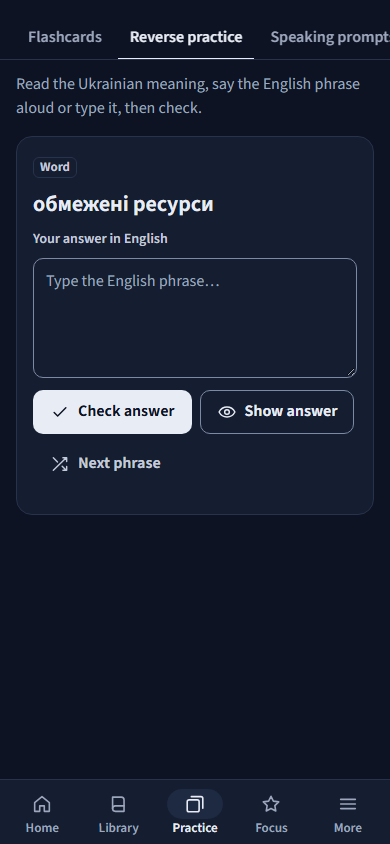 Flashcards
Reverse practice
Speaking prompts
Read the Ukrainian meaning, say the English phrase
aloud or type it, then check.
Word
обмежені ресурси
Your answer in English
Type the English phrase…
Check answer
Show answer
Next phrase
Home
Library
Practice
Focus
More